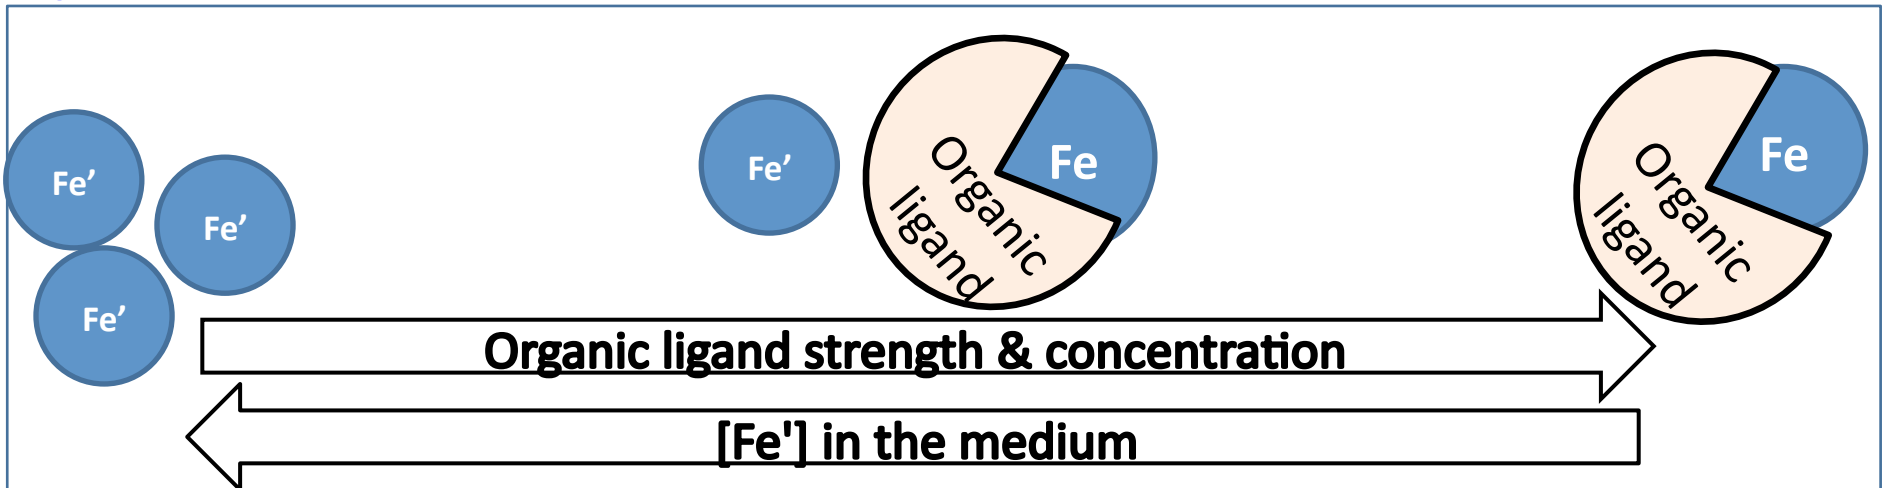 Fe’
Fe’
Fe’
Fe’
Organic
ligand
Fe
Organic
ligand
Fe
Organic ligand strength & concentration
[Fe'] in the medium